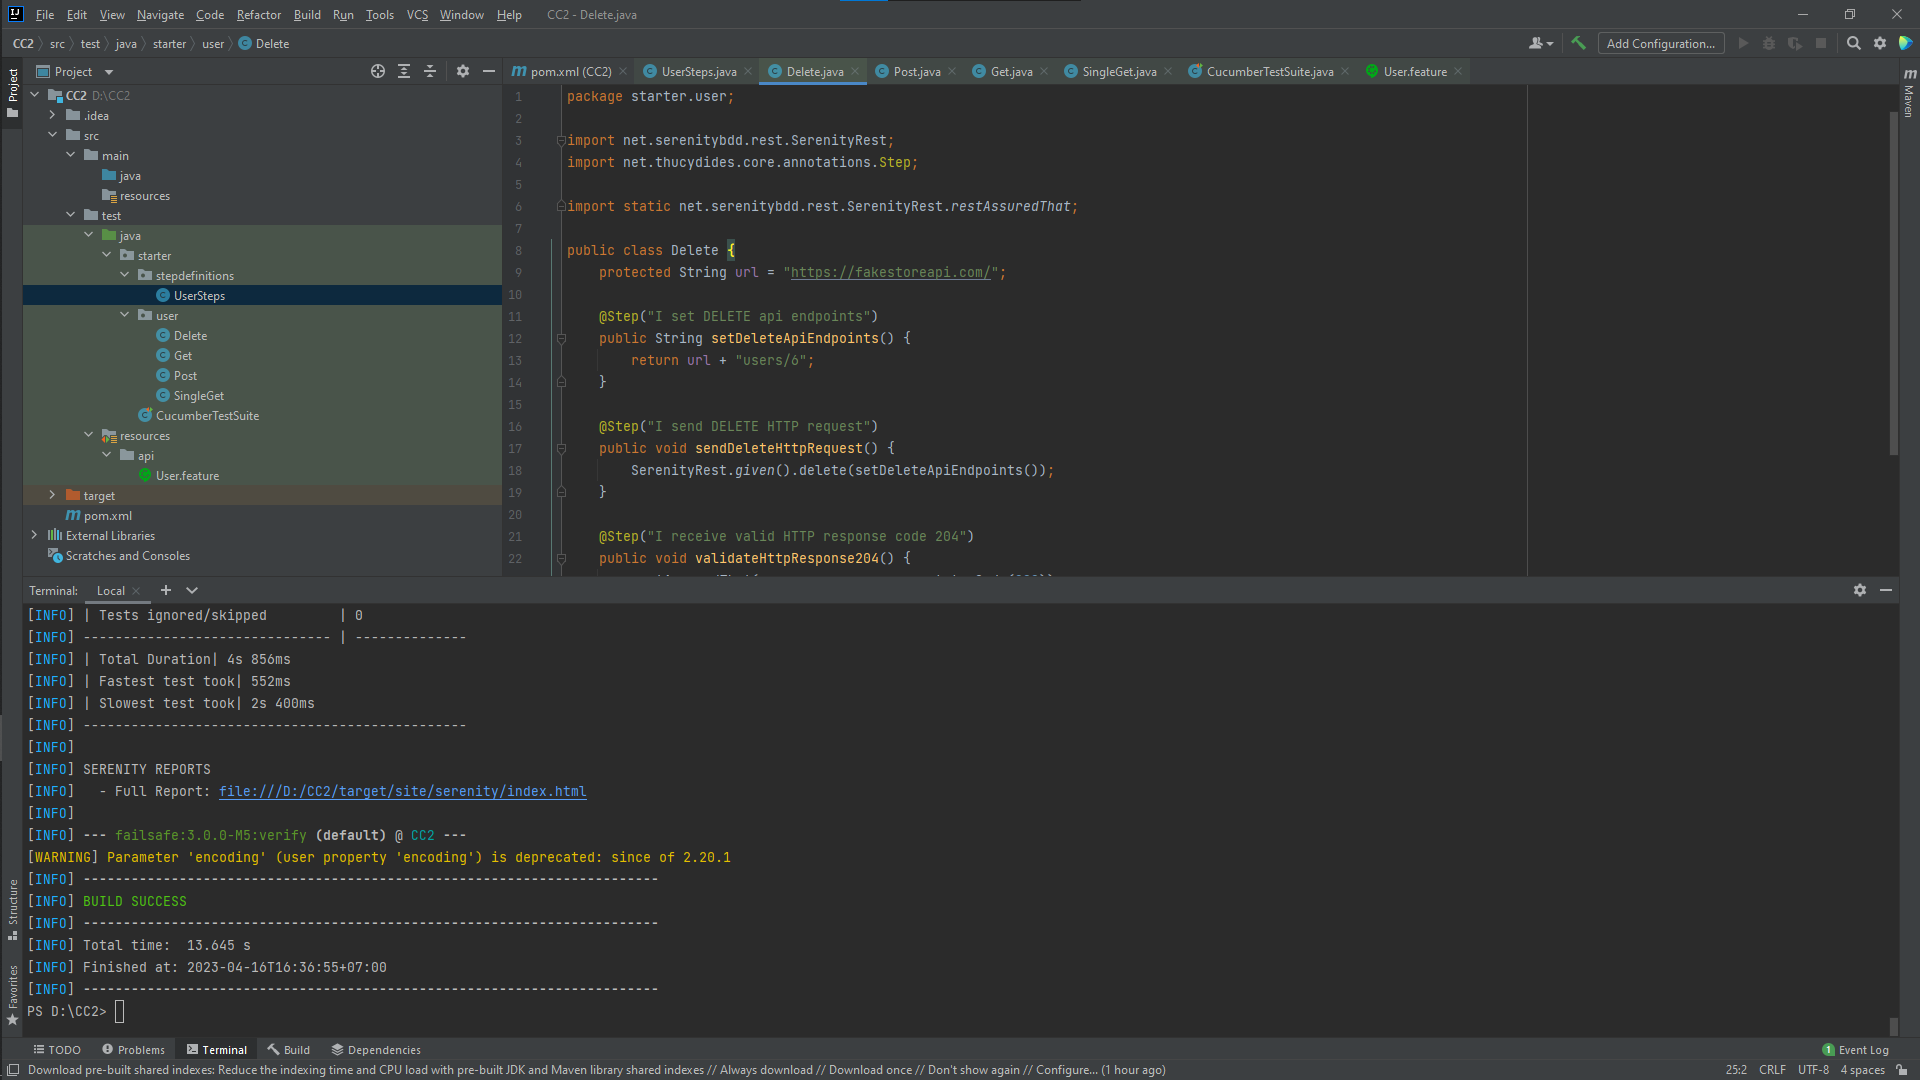 File Edit View Navigate Code Refactor Build Run Tools VCS Window Help CC2 - Delete.java
CC2 src test java starter user Delete
Add Configuration...
Project
Project
pom.xml (CC2) UserSteps.java Delete.java Post.java Get.java SingleGet.java CucumberTestSuite.java User.feature
Maven
CC2 D:\CC2
.idea
src
main
java
resources
test
java
starter
stepdefinitions
UserSteps
user
Delete
Get
Post
SingleGet
CucumberTestSuite
resources
api
User.feature
target
pom.xml
External Libraries
Scratches and Consoles
1 package starter.user;
2
3 import net.serenitybdd.rest.SerenityRest;
4 import net.thucydides.core.annotations.Step;
5
6 import static net.serenitybdd.rest.SerenityRest.restAssuredThat;
7
8 public class Delete {
9 protected String url = "https://fakestoreapi.com/";
10
11 @Step("I set DELETE api endpoints")
12 public String setDeleteApiEndpoints() {
13 return url + "users/6";
14 }
15
16 @Step("I send DELETE HTTP request")
17 public void sendDeleteHttpRequest() {
18 SerenityRest.given().delete(setDeleteApiEndpoints());
19 }
20
21 @Step("I receive valid HTTP response code 204")
22 public void validateHttpResponse204() {
Terminal: Local
[INFO] | Tests ignored/skipped | 0
[INFO] ------------------------------- | --------------
[INFO] | Total Duration| 4s 856ms
[INFO] | Fastest test took| 552ms
[INFO] | Slowest test took| 2s 400ms
[INFO] ------------------------------------------------
[INFO]
[INFO] SERENITY REPORTS
[INFO] - Full Report: file:///D:/CC2/target/site/serenity/index.html
[INFO]
[INFO] --- failsafe:3.0.0-M5:verify (default) @ CC2 ---
[WARNING] Parameter 'encoding' (user property 'encoding') is deprecated: since of 2.20.1
[INFO] ------------------------------------------------------------------------
[INFO] BUILD SUCCESS
[INFO] ------------------------------------------------------------------------
[INFO] Total time: 13.645 s
[INFO] Finished at: 2023-04-16T16:36:55+07:00
[INFO] ------------------------------------------------------------------------
PS D:\CC2>
Structure
Favorites
TODO Problems Terminal Build Dependencies 1 Event Log
Download pre-built shared indexes: Reduce the indexing time and CPU load with pre-built JDK and Maven library shared indexes // Always download // Download once // Don't show again // Configure... (1 hour ago) 25:2 CRLF UTF-8 4 spaces